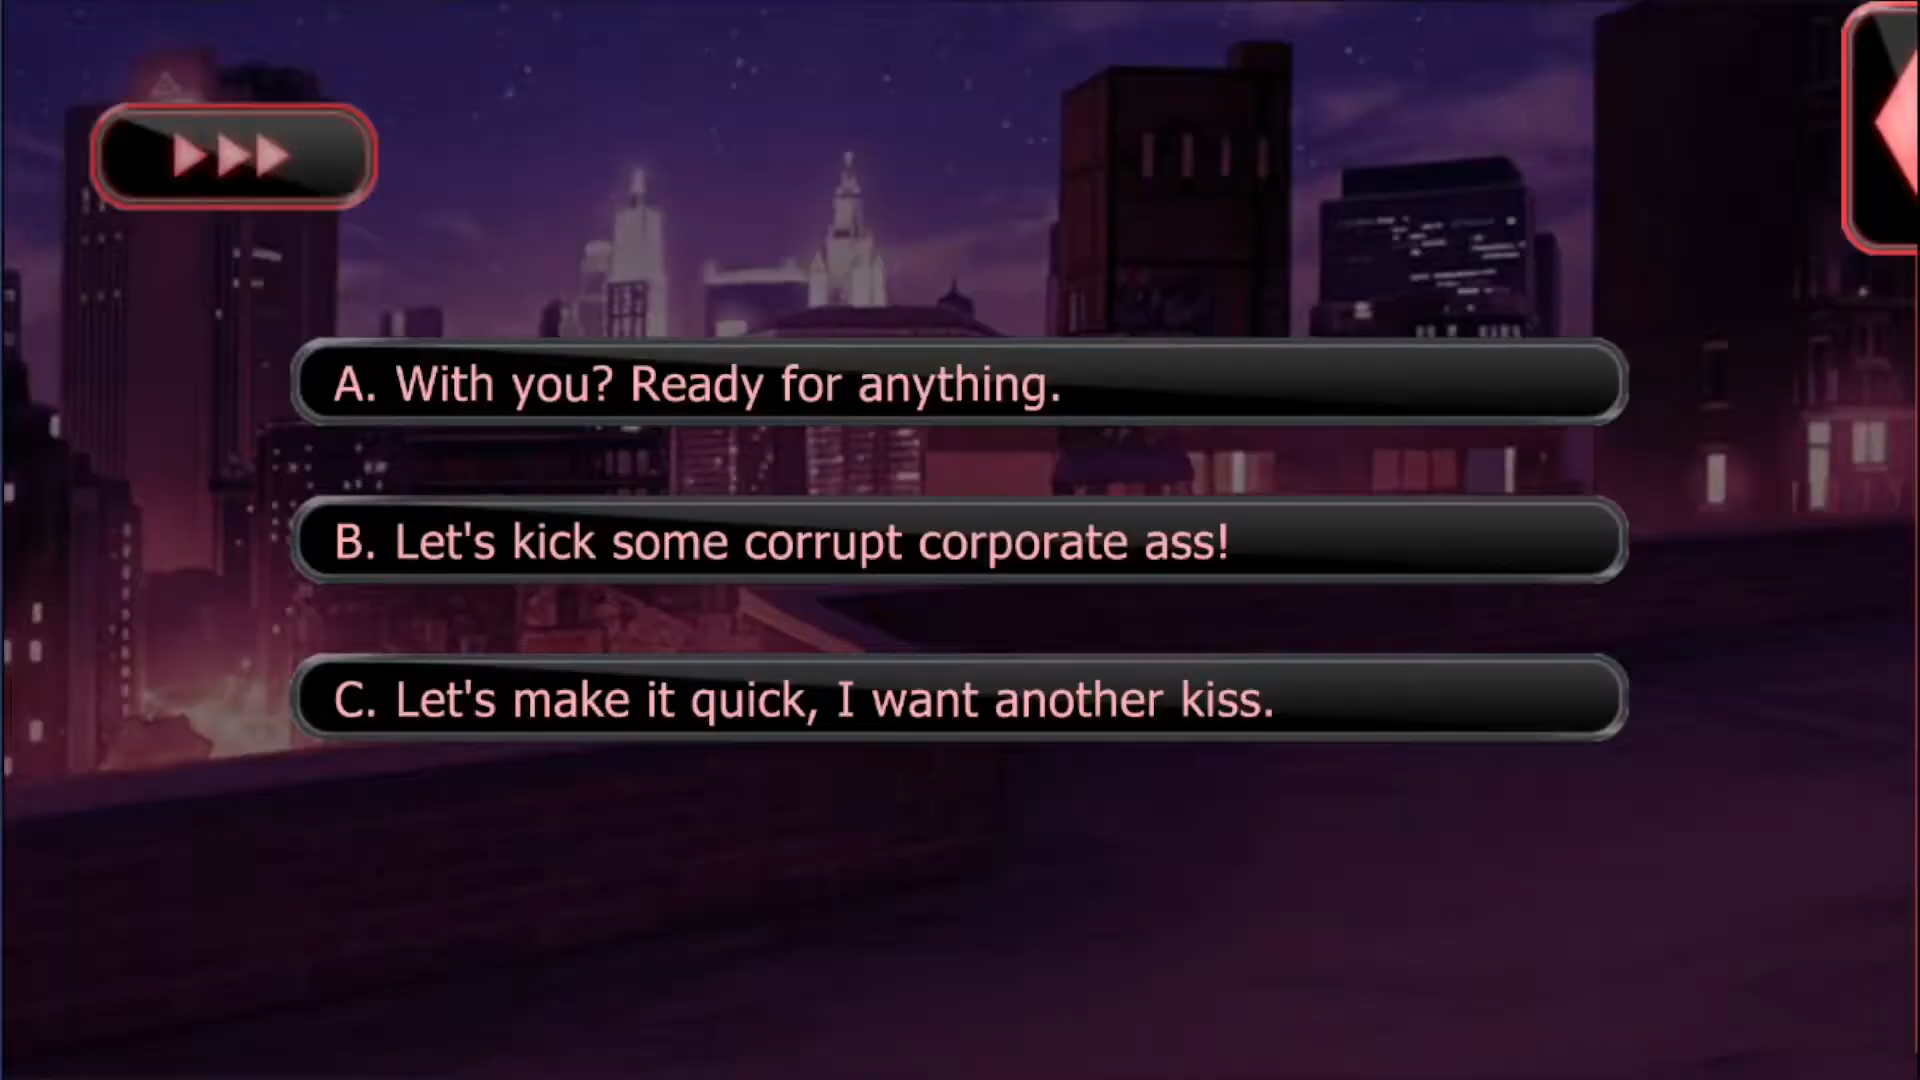 A. With you? Ready for anything.
B. Let's kick some corrupt corporate ass!
C. Let's make it quick, I want another kiss.